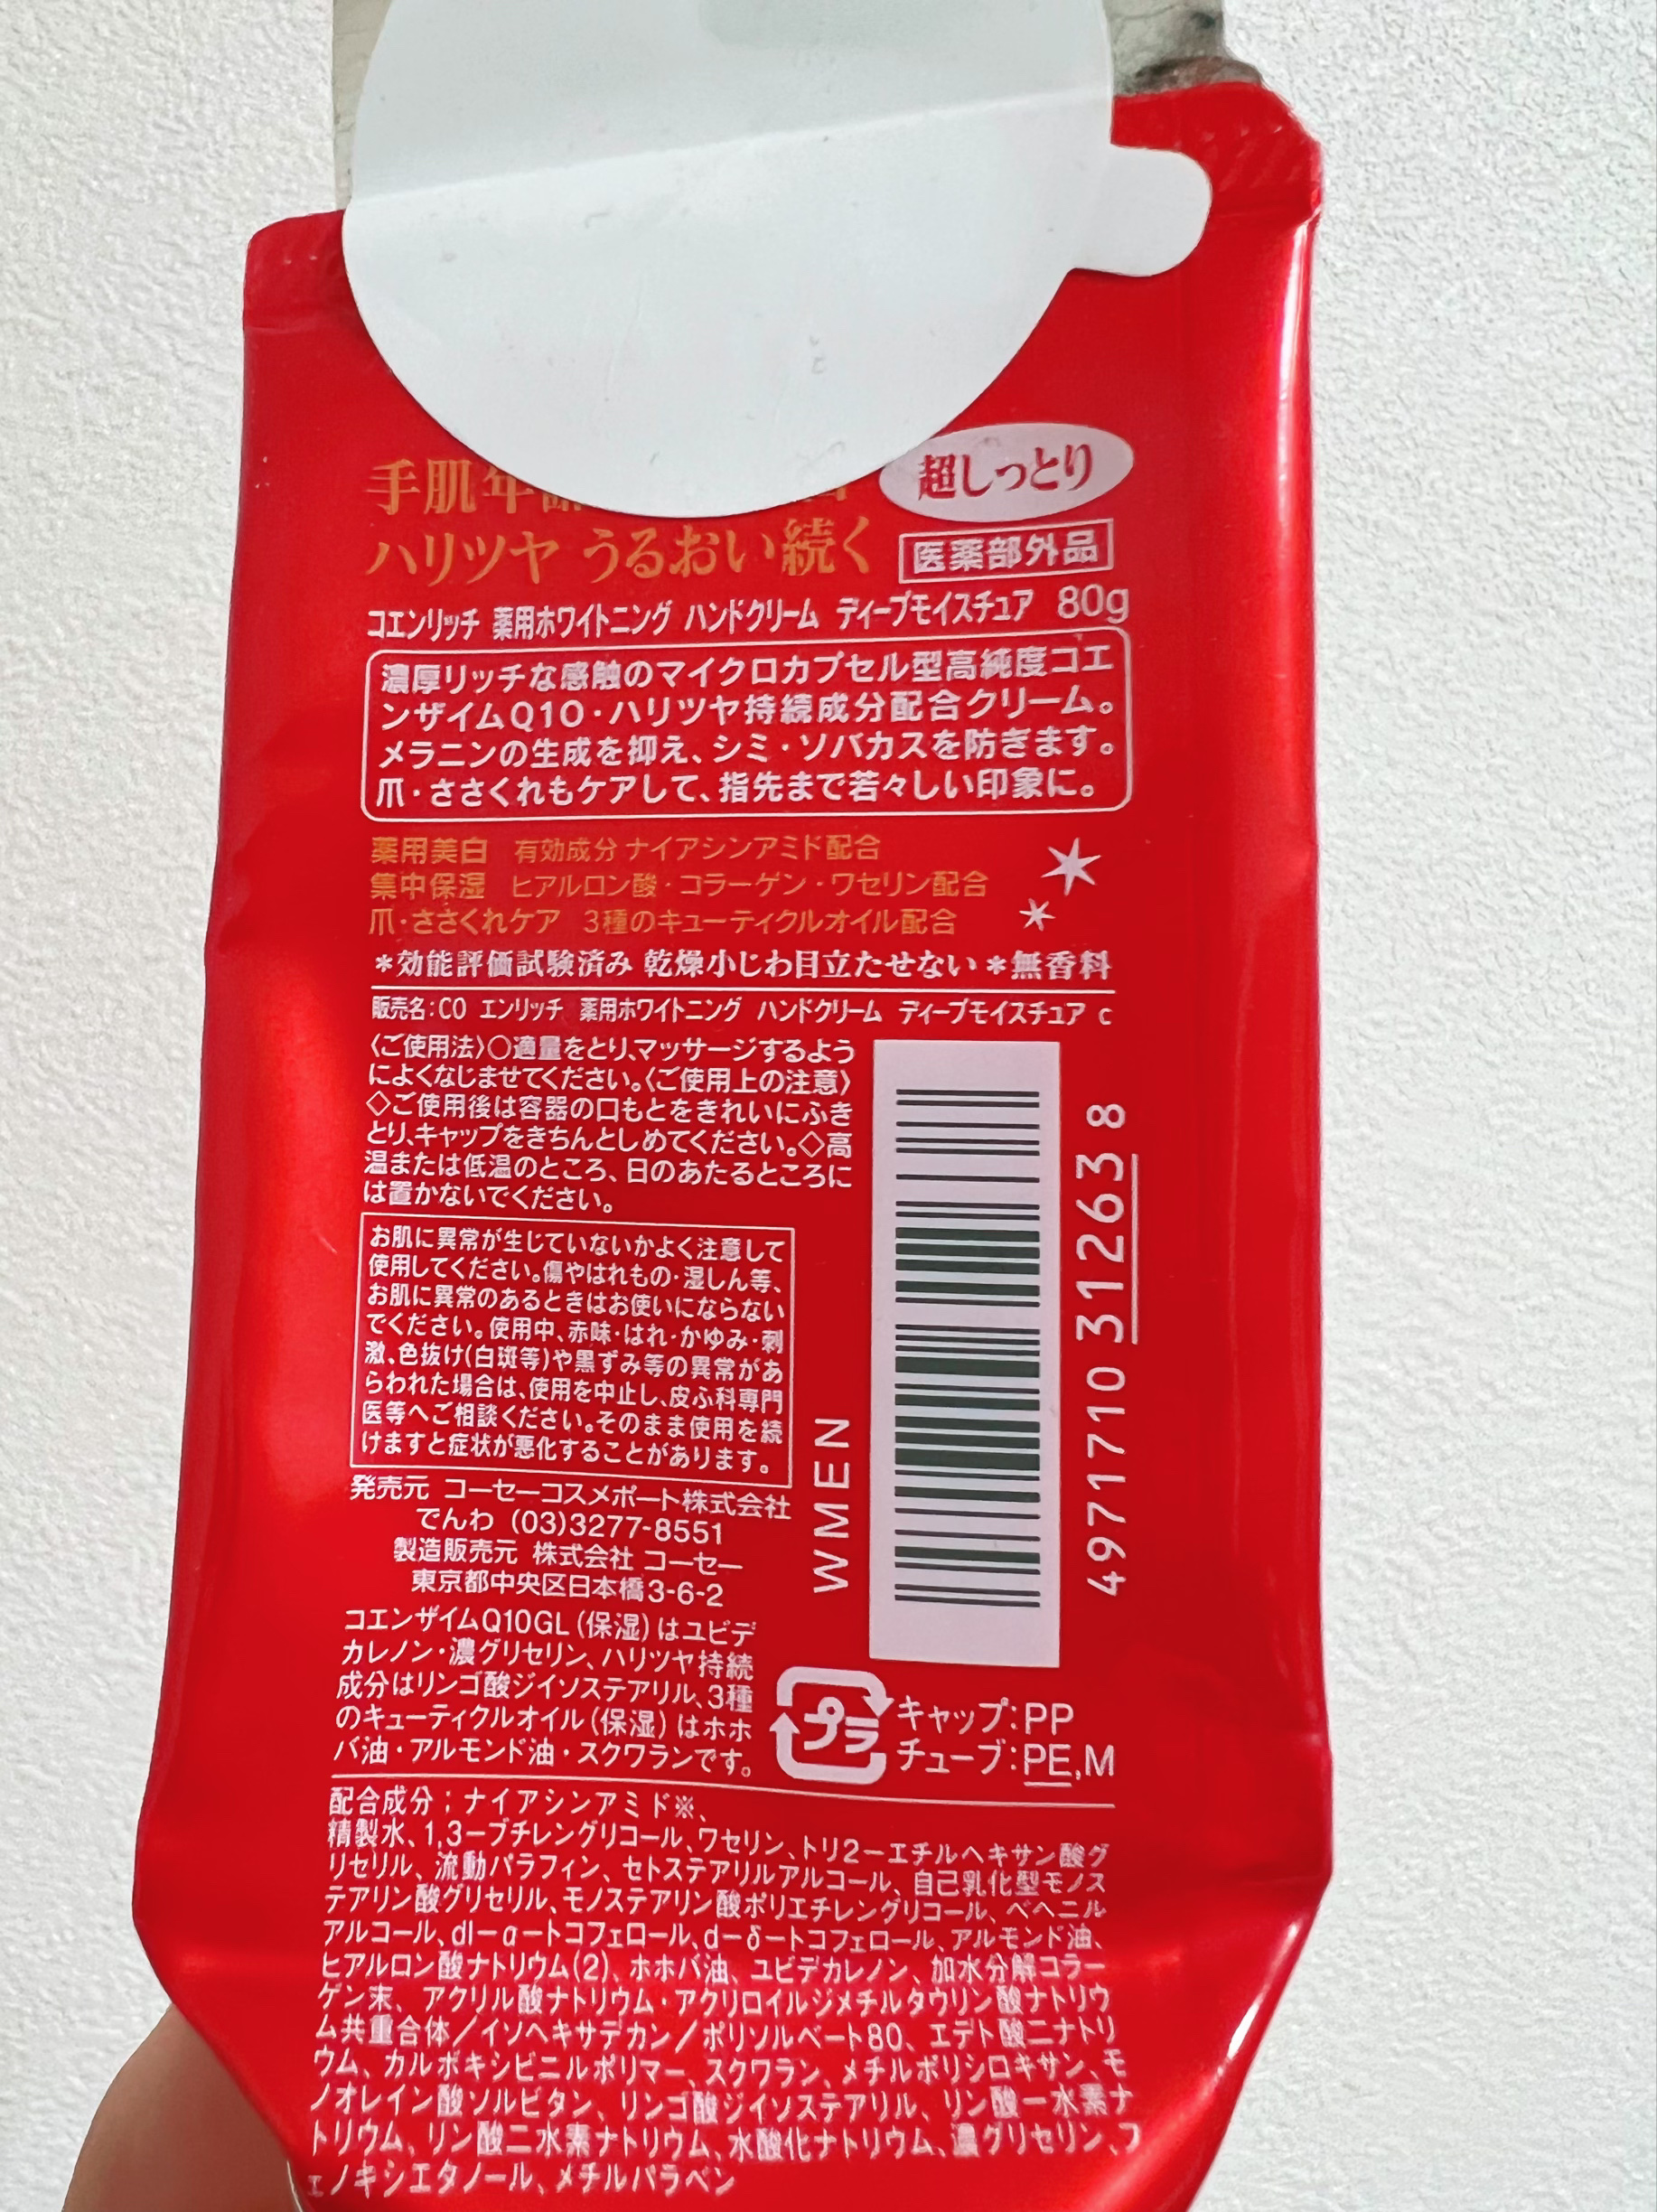 手肌年
ハリツヤ うるおい続く
超しっとり
医薬部外品
コエンリッチ 薬用ホワイトニング ハンドクリーム ディープモイスチュア 80g
濃厚リッチな感触のマイクロカプセル型高純度コエ
ンザイムQ10・ハリツヤ持続成分配合クリーム。
メラニンの生成を抑え、シミ・ソバカスを防ぎます。
爪・ささくれもケアして、指先まで若々しい印象に。
薬用美白 有効成分 ナイアシンアミド配合
集中保湿 ヒアルロン酸・コラーゲン・ワセリン配合
爪・ささくれケア 3種のキューティクルオイル配合
*効能評価試験済み 乾燥小じわ目立たせない *無香料
販売名:CO エンリッチ 薬用ホワイトニング ハンドクリーム ディープモイスチュア c
〈ご使用法〉○適量をとり、マッサージするよう
によくなじませてください。〈ご使用上の注意〉
◇ご使用後は容器の口もとをきれいにふき
とり、キャップをきちんとしめてください。◇高
温または低温のところ、日のあたるところに
は置かないでください。
お肌に異常が生じていないかよく注意して
使用してください。傷やはれもの・湿しん等、
お肌に異常のあるときはお使いにならない
でください。使用中、赤味・はれ・かゆみ・刺
激、色抜け(白斑等)や黒ずみ等の異常があ
らわれた場合は、使用を中止し、皮ふ科専門
医等へご相談ください。そのまま使用を続
けますと症状が悪化することがあります。
発売元 コーセーコスメポート株式会社
でんわ (03)3277-8551
製造販売元 株式会社 コーセー
東京都中央区日本橋3-6-2
WMEN
4971710 31263 8
コエンザイムQ10GL(保湿)はユビデ
カレノン・濃グリセリン、ハリツヤ持続
成分はリンゴ酸ジイソステアリル、3種
のキューティクルオイル(保湿)はホホ
バ油・アルモンド油・スクワランです。
プラ
キャップ:PP
チューブ:PE,M
配合成分;ナイアシンアミド※、
精製水、1,3-ブチレングリコール、ワセリン、トリ2-エチルヘキサン酸グ
リセリル、流動パラフィン、セトステアリルアルコール、自己乳化型モノス
テアリン酸グリセリル、モノステアリン酸ポリエチレングリコール、ベヘニル
アルコール、dl-α-トコフェロール、d-δ-トコフェロール、アルモンド油、
ヒアルロン酸ナトリウム(2)、ホホバ油、ユビデカレノン、加水分解コラー
ゲン末、アクリル酸ナトリウム・アクリロイルジメチルタウリン酸ナトリウ
ム共重合体/イソヘキサデカン/ポリソルベート80、エデト酸二ナトリ
ウム、カルボキシビニルポリマー、スクワラン、メチルポリシロキサン、モ
ノオレイン酸ソルビタン、リンゴ酸ジイソステアリル、リン酸一水素ナ
トリウム、リン酸二水素ナトリウム、水酸化ナトリウム、濃グリセリン、フ
ェノキシエタノール、メチルパラベン